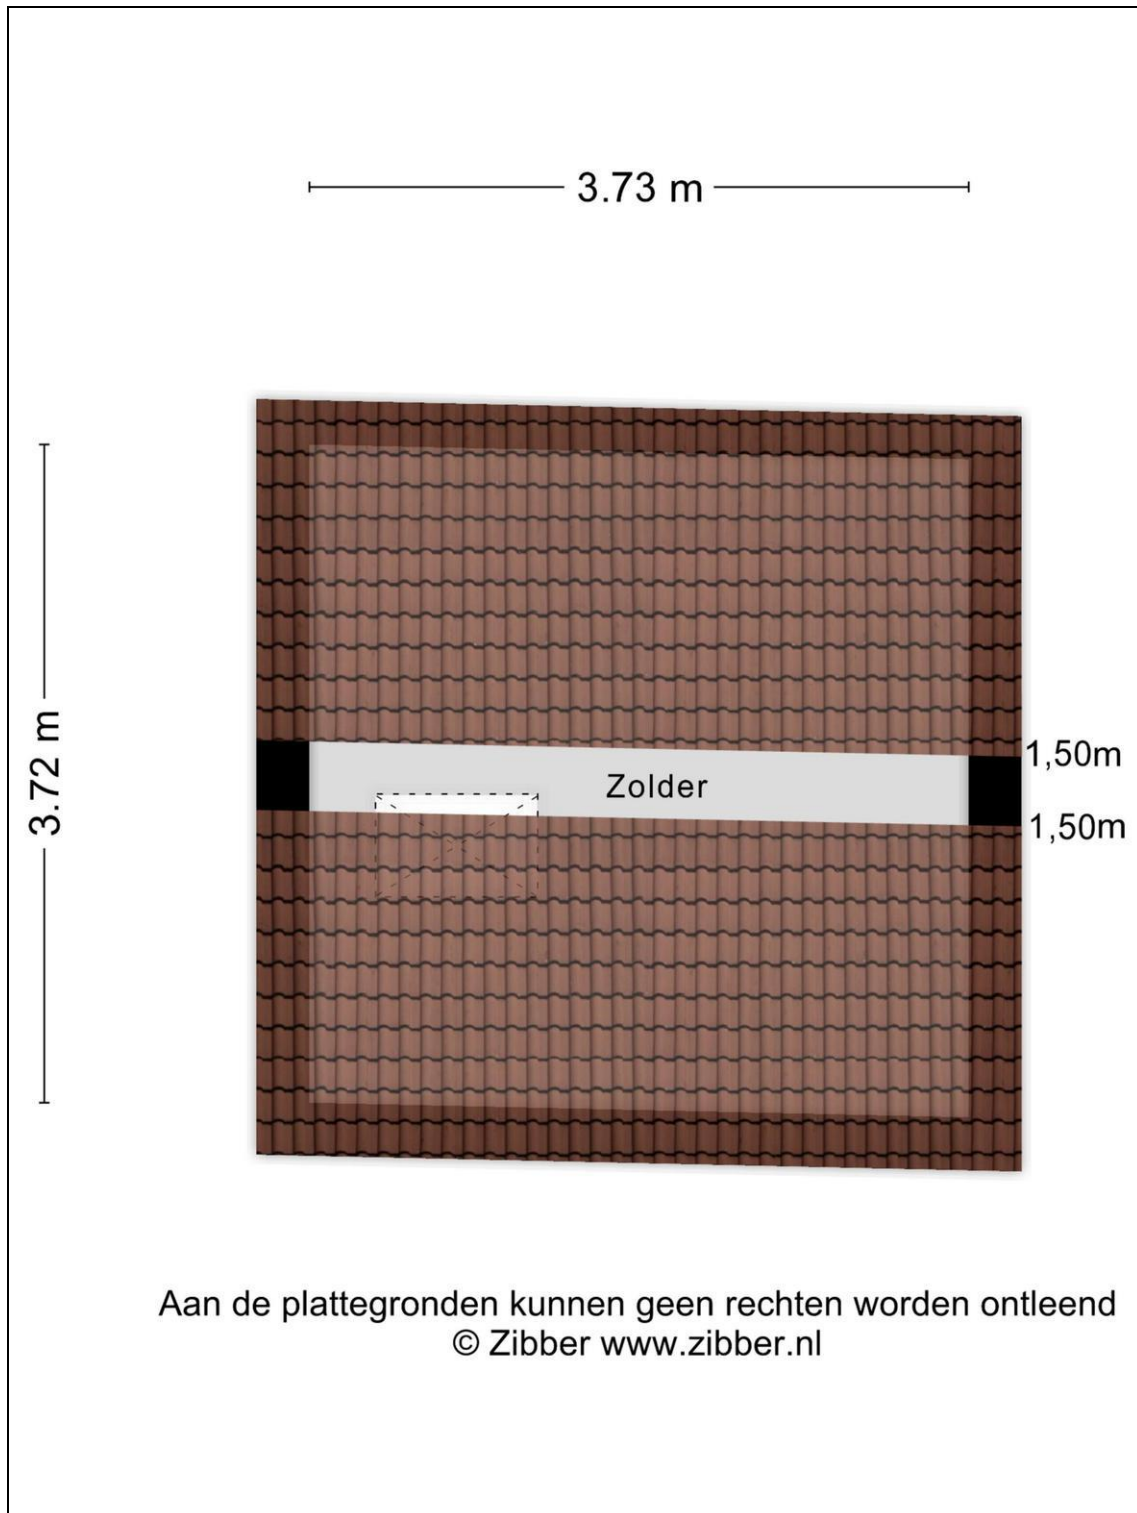 3.73 m
3.72 m
1,50m
Zolder
1,50m
Aan de plattegronden kunnen geen rechten worden ontleend
© Zibber www.zibber.nl